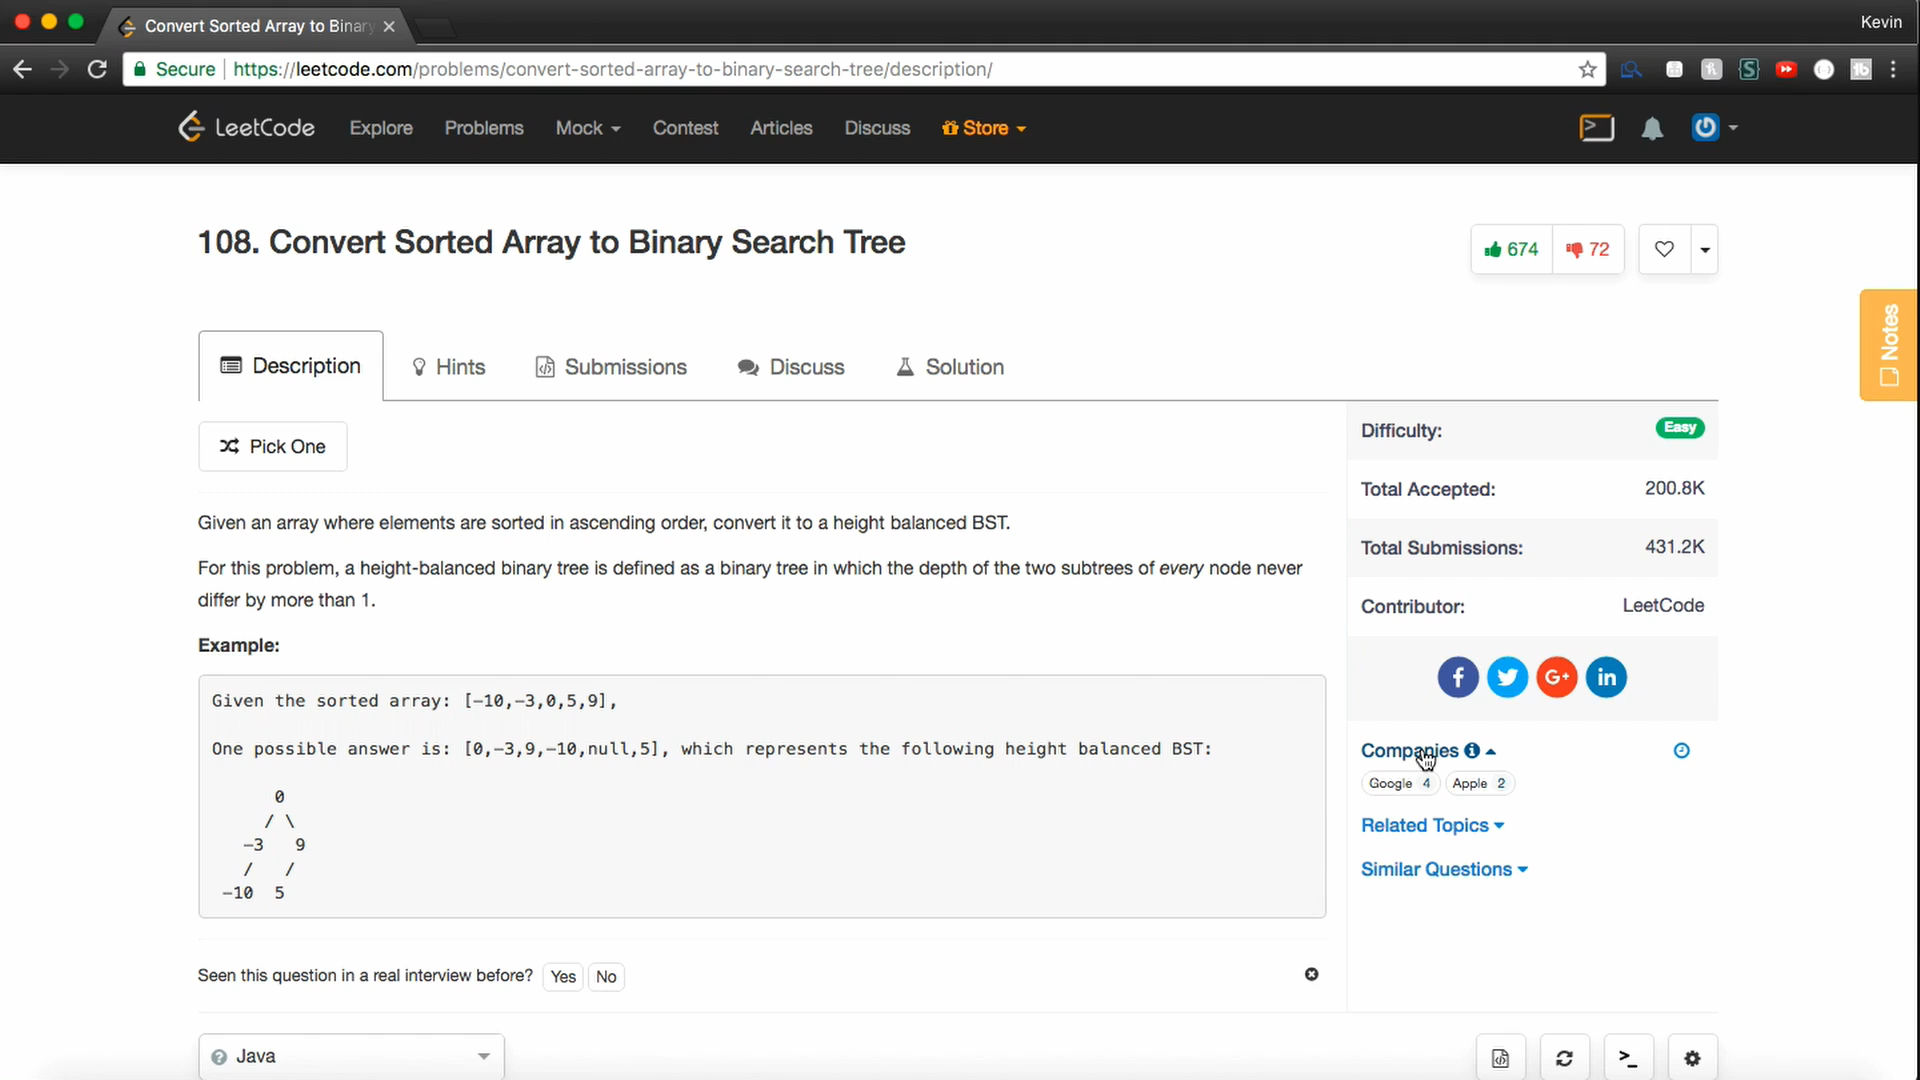 Convert Sorted Array to Binary
Kevin
Secure https://leetcode.com/problems/convert-sorted-array-to-binary-search-tree/description/
LeetCode Explore Problems Mock Contest Articles Discuss Store
108. Convert Sorted Array to Binary Search Tree
674 72
Notes
Description Hints Submissions Discuss Solution
Pick One
Difficulty: Easy
Total Accepted: 200.8K
Total Submissions: 431.2K
Contributor: LeetCode
Given an array where elements are sorted in ascending order, convert it to a height balanced BST.
For this problem, a height-balanced binary tree is defined as a binary tree in which the depth of the two subtrees of every node never
differ by more than 1.
Example:
Given the sorted array: [-10,-3,0,5,9],
One possible answer is: [0,-3,9,-10,null,5], which represents the following height balanced BST:
0
/ \
-3 9
/ /
-10 5
f G+ in
Companies
Google 4 Apple 2
Related Topics
Similar Questions
Seen this question in a real interview before? Yes No
Java
>_